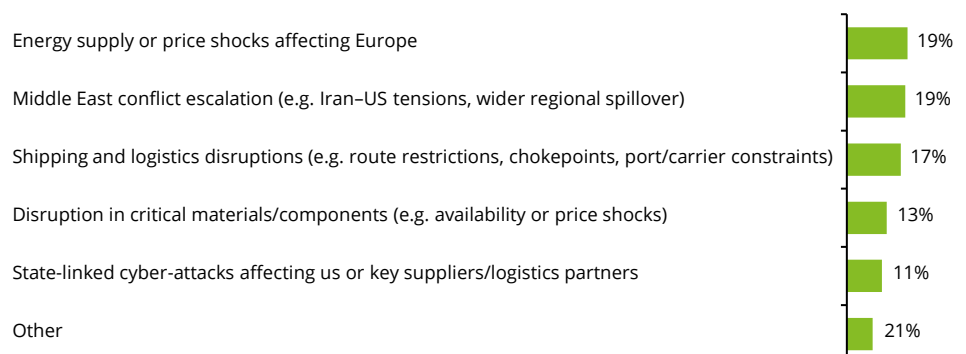 Energy supply or price shocks affecting Europe 19%
Middle East conflict escalation (e.g. Iran–US tensions, wider regional spillover) 19%
Shipping and logistics disruptions (e.g. route restrictions, chokepoints, port/carrier constraints) 17%
Disruption in critical materials/components (e.g. availability or price shocks) 13%
State-linked cyber-attacks affecting us or key suppliers/logistics partners 11%
Other 21%